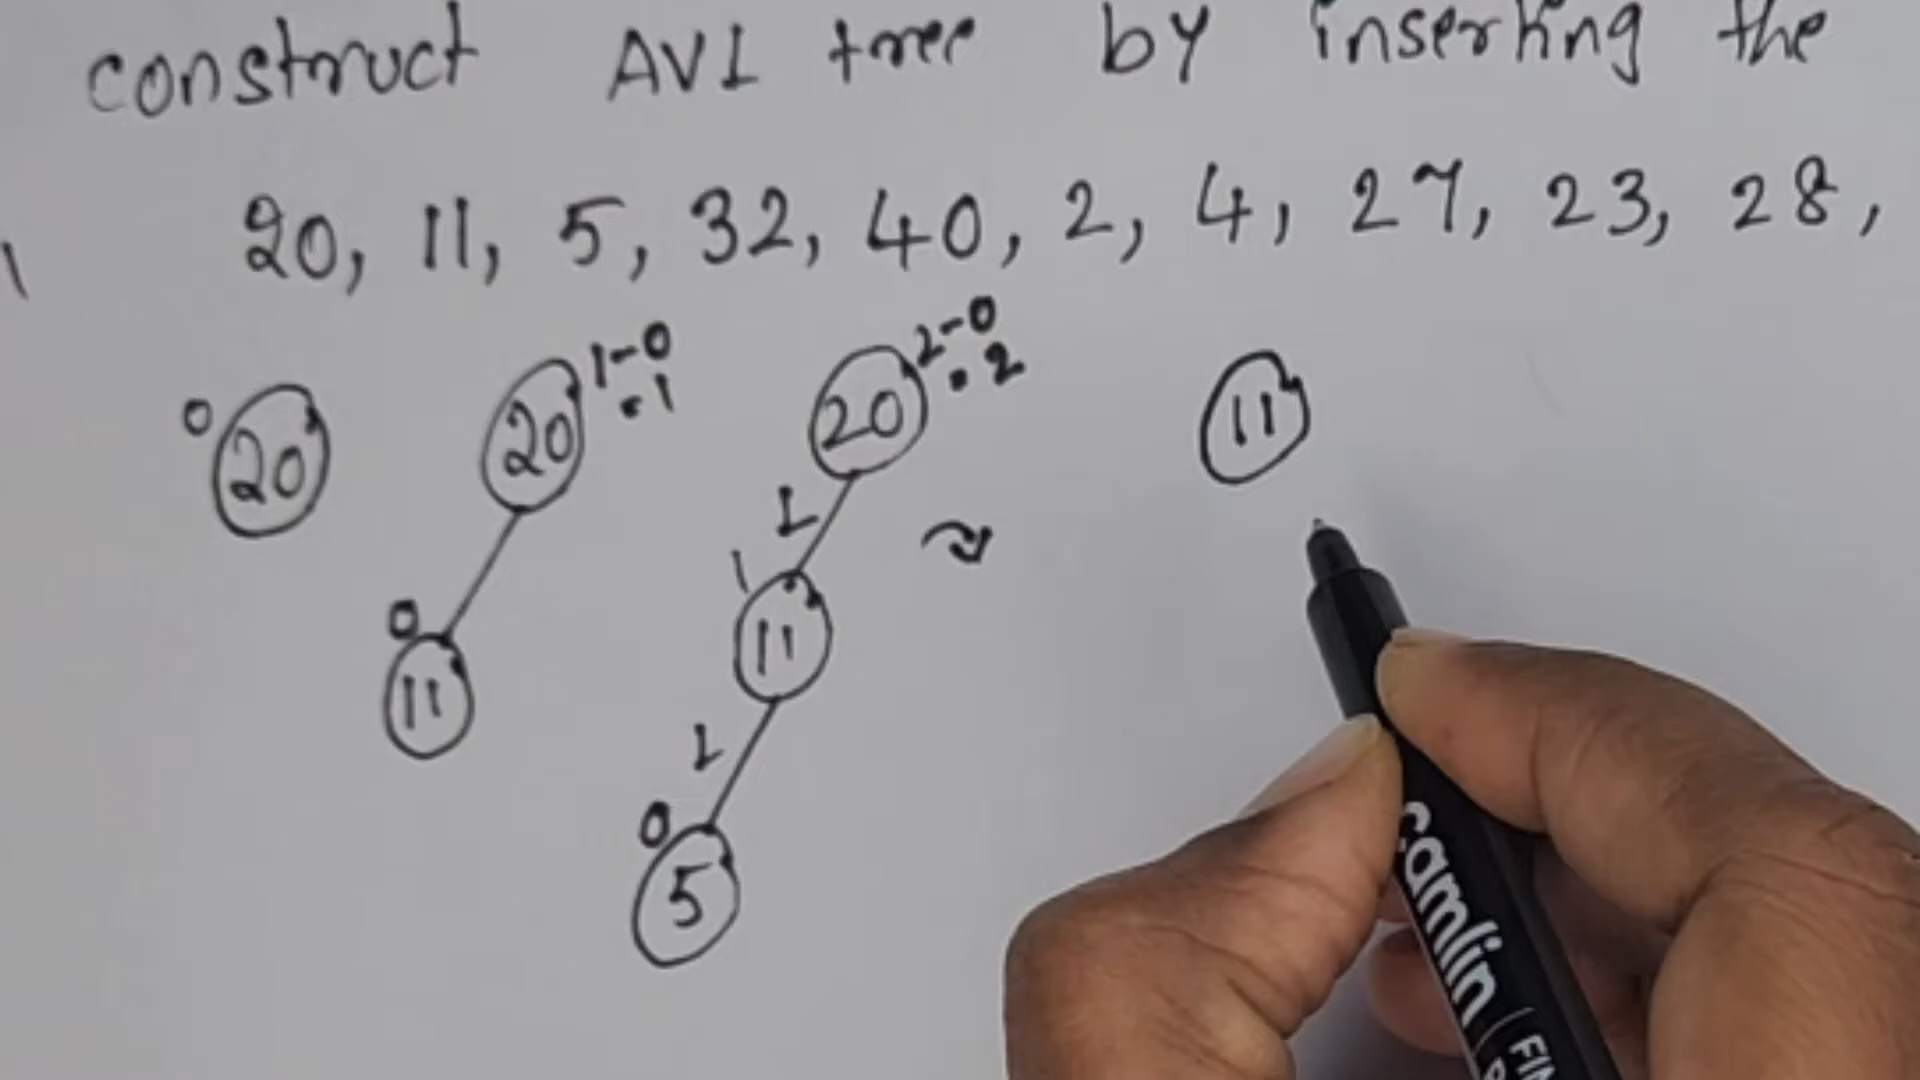 construct AVL tree by inserting the
20, 11, 5, 32, 40, 2, 4, 27, 23, 28,
0 20
1-0
.1
20
0
11
2-0
.2
20
L
1
11
L
0
5
11
camlin
FIN